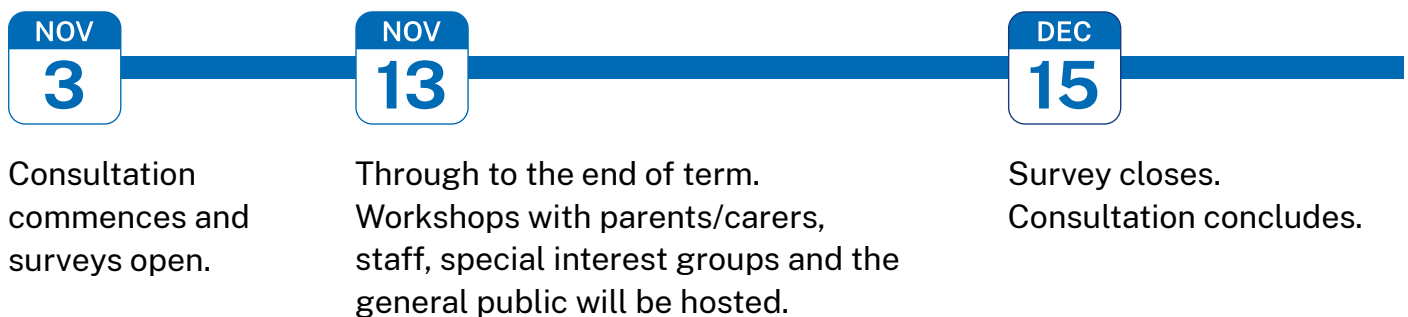 NOV
3
Consultation
commences and
surveys open.
NOV
13
Through to the end of term.
Workshops with parents/carers,
staff, special interest groups and the
general public will be hosted.
DEC
15
Survey closes.
Consultation concludes.